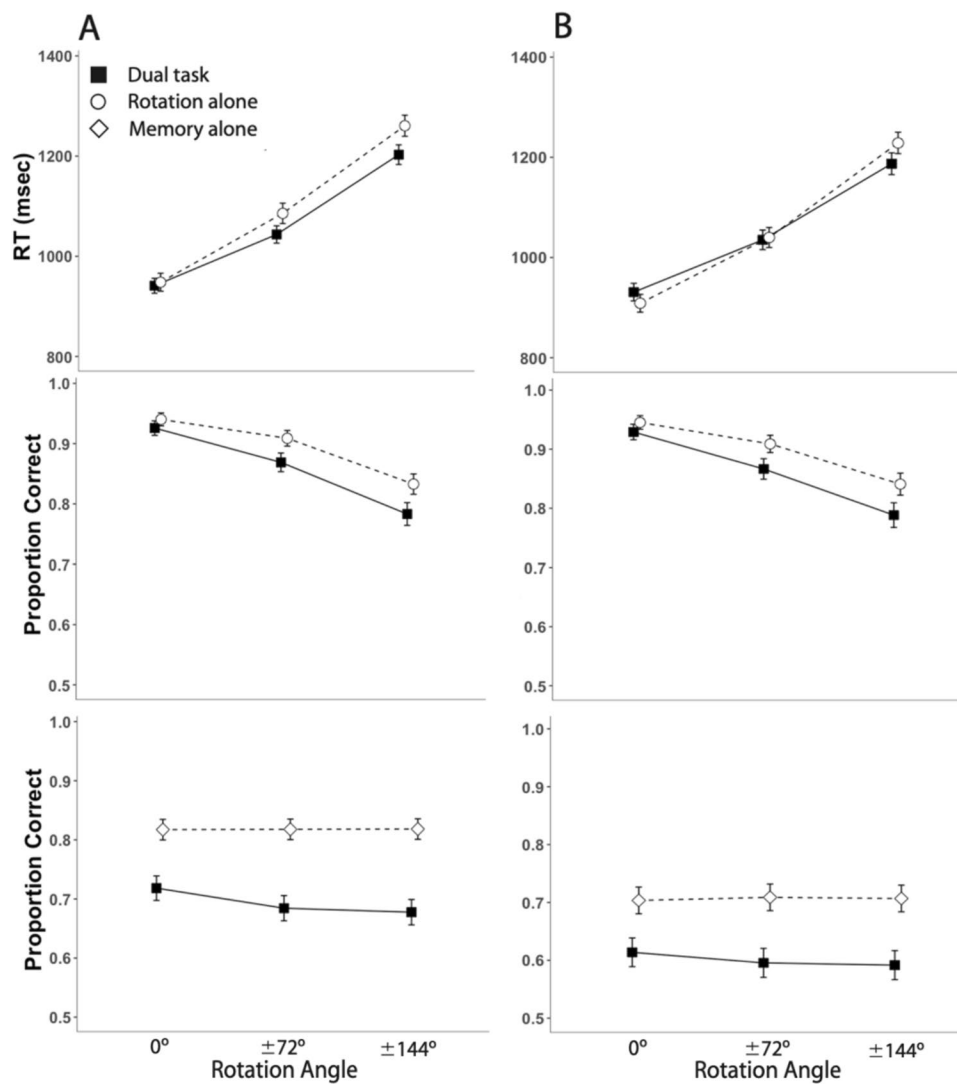 A
B
1400
1200
1000
800
RT (msec)
Dual task
Rotation alone
Memory alone
1400
1200
1000
800
1.0
0.9
0.8
0.7
0.6
0.5
Proportion Correct
1.0
0.9
0.8
0.7
0.6
0.5
1.0
0.9
0.8
0.7
0.6
0.5
Proportion Correct
1.0
0.9
0.8
0.7
0.6
0.5
0º ±72º ±144º
Rotation Angle
0º ±72º ±144º
Rotation Angle